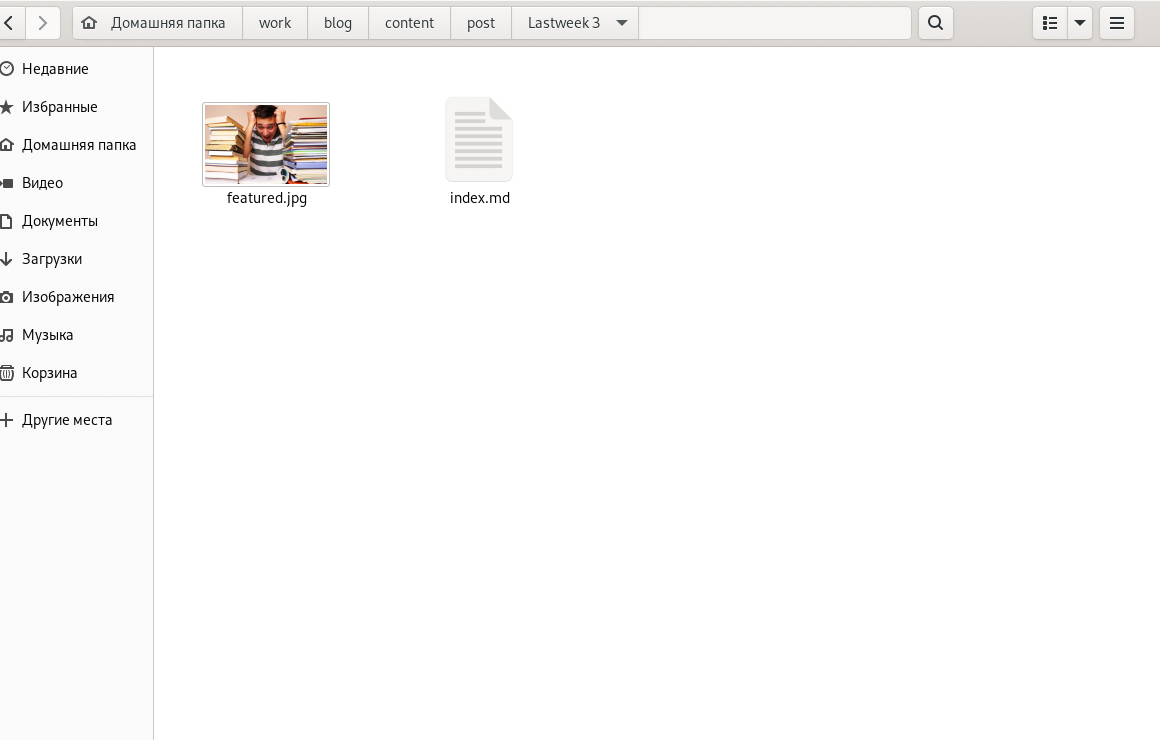 Домашняя папка work blog content post Lastweek 3
Недавние
Избранные
Домашняя папка
Видео
Документы
Загрузки
Изображения
Музыка
Корзина
Другие места
featured.jpg
index.md